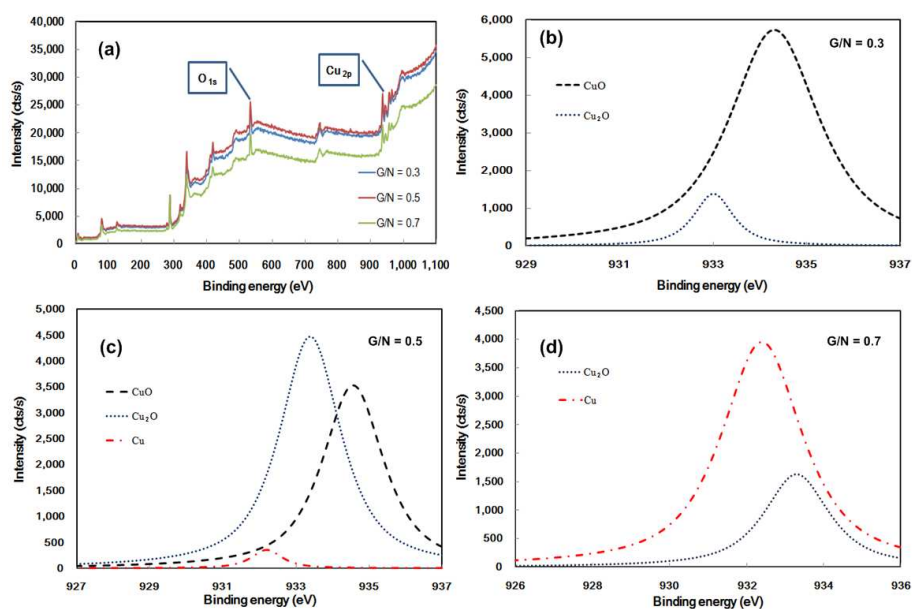 (a)
40,000
35,000
30,000
25,000
20,000
15,000
10,000
5,000
0
Intensity (cts/s)
O 1s
Cu 2p
G/N = 0.3
G/N = 0.5
G/N = 0.7
0 100 200 300 400 500 600 700 800 900 1,000 1,100
Binding energy (eV)
(b)
G/N = 0.3
6,000
5,000
4,000
3,000
2,000
1,000
0
Intensity (cts/s)
CuO
Cu2O
929 931 933 935 937
Binding energy (eV)
(c)
G/N = 0.5
5,000
4,500
4,000
3,500
3,000
2,500
2,000
1,500
1,000
500
0
Intensity (cts/s)
CuO
Cu2O
Cu
927 929 931 933 935 937
Binding energy (eV)
(d)
G/N = 0.7
4,500
4,000
3,500
3,000
2,500
2,000
1,500
1,000
500
0
Intensity (cts/s)
Cu2O
Cu
926 928 930 932 934 936
Binding energy (eV)